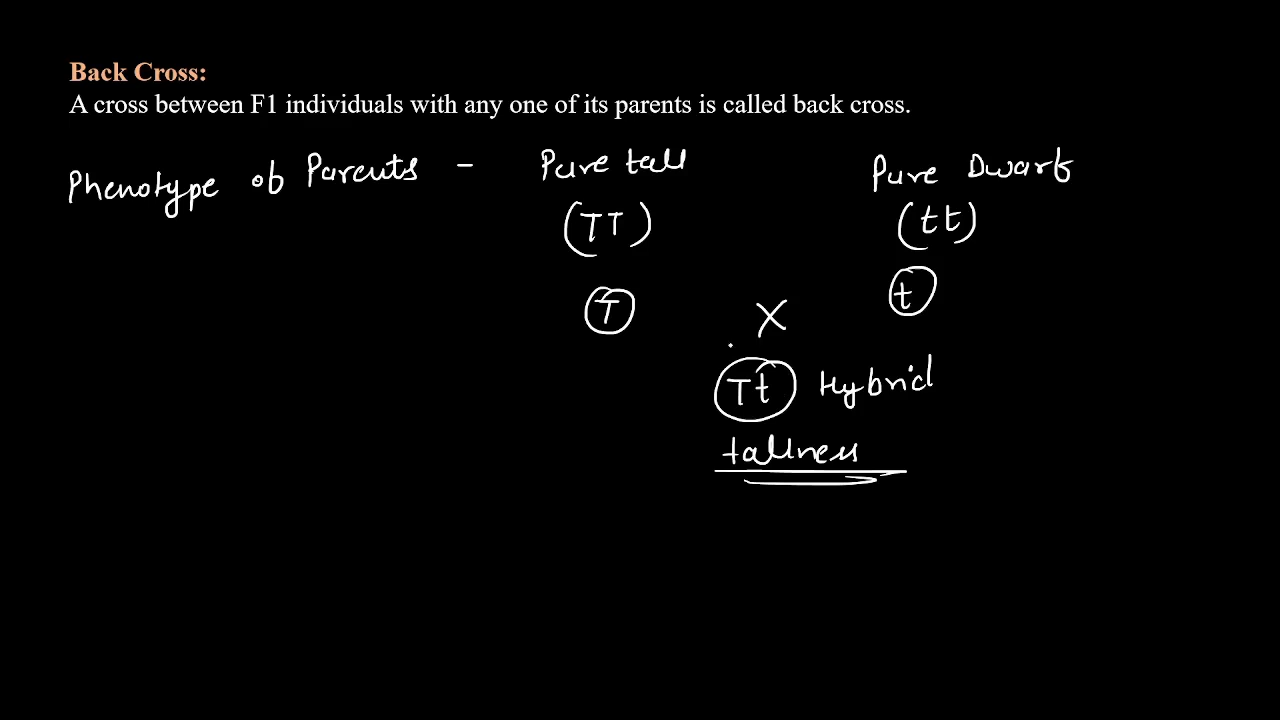 Back Cross:
A cross between F1 individuals with any one of its parents is called back cross.
Phenotype of Parents - Pure tall Pure Dwarf
(TT) (tt)
T t
X
Tt Hybrid
tallness